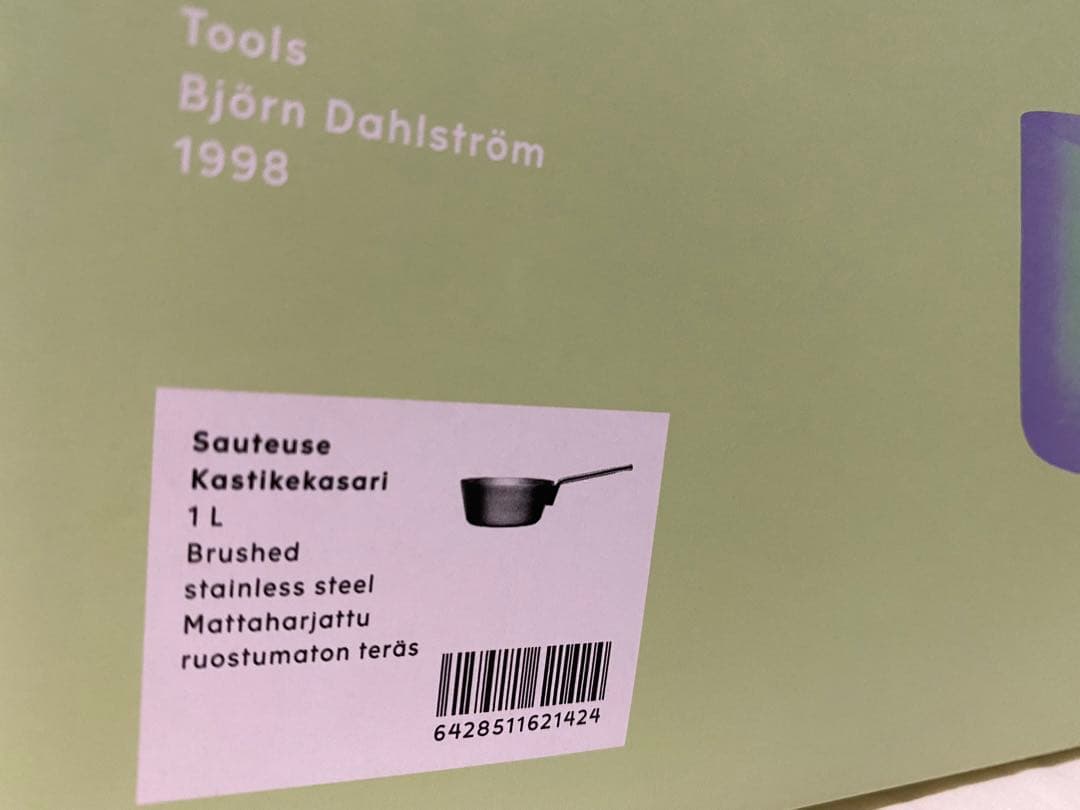 Tools
Björn Dahlström
1998
Sauteuse
Kastikekasari
1 L
Brushed
stainless steel
Mattaharjattu
ruostumaton teräs
6428511621424